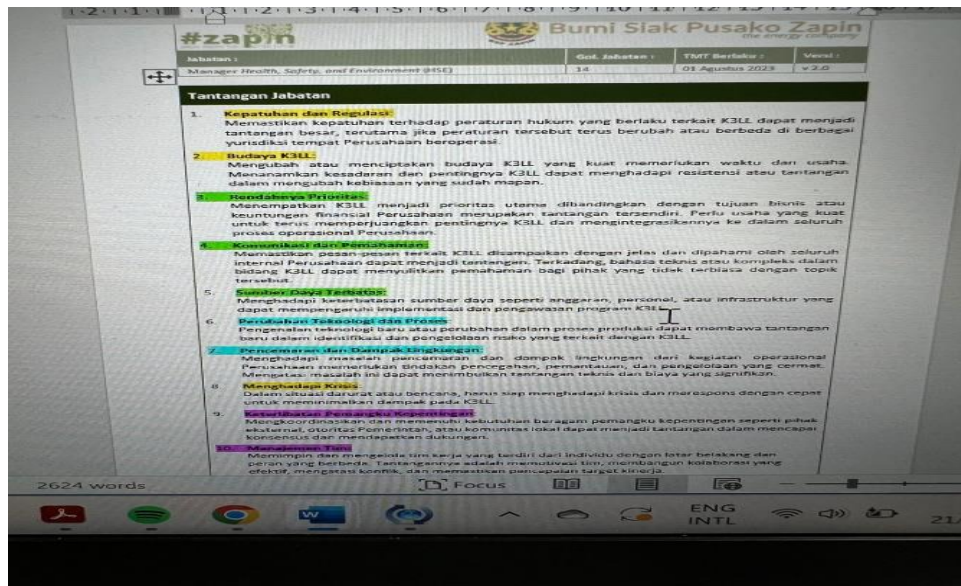 #zapin
Bumi Siak Pusako Zapin
the energy company
Jabatan :
Gol. Jabatan :
TMT Berlaku :
Versi :
Manager Health, Safety, and Environment (HSE)
14
01 Agustus 2023
v 2.0
Tantangan Jabatan
1. Kepatuhan dan Regulasi:
Memastikan kepatuhan terhadap peraturan hukum yang berlaku terkait K3LL dapat menjadi
tantangan besar, terutama jika peraturan tersebut terus berubah atau berbeda di berbagai
yurisdiksi tempat Perusahaan beroperasi.
2. Budaya K3LL:
Mengubah atau menciptakan budaya K3LL yang kuat memerlukan waktu dan usaha.
Menanamkan kesadaran dan pentingnya K3LL dapat menghadapi resistensi atau tantangan
dalam mengubah kebiasaan yang sudah mapan.
3. Rendahnya Prioritas:
Menempatkan K3LL menjadi prioritas utama dibandingkan dengan tujuan bisnis atau
keuntungan finansial Perusahaan merupakan tantangan tersendiri. Perlu usaha yang kuat
untuk terus memperjuangkan pentingnya K3LL dan mengintegrasikannya ke dalam seluruh
proses operasional Perusahaan.
4. Komunikasi dan Pemahaman:
Memastikan pesan-pesan terkait K3LL disampaikan dengan jelas dan dipahami oleh seluruh
internal Perusahaan dapat menjadi tantangan. Terkadang, bahasa teknis atau kompleks dalam
bidang K3LL dapat menyulitkan pemahaman bagi pihak yang tidak terbiasa dengan topik
tersebut.
5. Sumber Daya Terbatas:
Menghadapi keterbatasan sumber daya seperti anggaran, personel, atau infrastruktur yang
dapat mempengaruhi implementasi dan pengawasan program K3LL.
6. Perubahan Teknologi dan Proses
Pengenalan teknologi baru atau perubahan dalam proses produksi dapat membawa tantangan
baru dalam identifikasi dan pengelolaan risiko yang terkait dengan K3LL.
7. Pencemaran dan Dampak Lingkungan:
Menghadapi masalah pencemaran dan dampak lingkungan dari kegiatan operasional
Perusahaan memerlukan tindakan pencegahan, pemantauan, dan pengelolaan yang cermat.
Mengatasi masalah ini dapat menimbulkan tantangan teknis dan biaya yang signifikan.
8. Menghadapi Krisis:
Dalam situasi darurat atau bencana, harus siap menghadapi krisis dan merespons dengan cepat
untuk meminimalkan dampak pada K3LL.
9. Keterlibatan Pemangku Kepentingan:
Mengkoordinasikan dan memenuhi kebutuhan beragam pemangku kepentingan seperti pihak
eksternal, otoritas Pemerintah, atau komunitas lokal dapat menjadi tantangan dalam mencapai
konsensus dan mendapatkan dukungan.
10. Manajemen Tim:
Memimpin dan mengelola tim kerja yang terdiri dari individu dengan latar belakang dan
peran yang berbeda. Tantangannya adalah memotivasi tim, membangun kolaborasi yang
efektif, mengatasi konflik, dan memastikan pencapaian target kinerja.
2624 words
Focus
ENG
INTL
21/